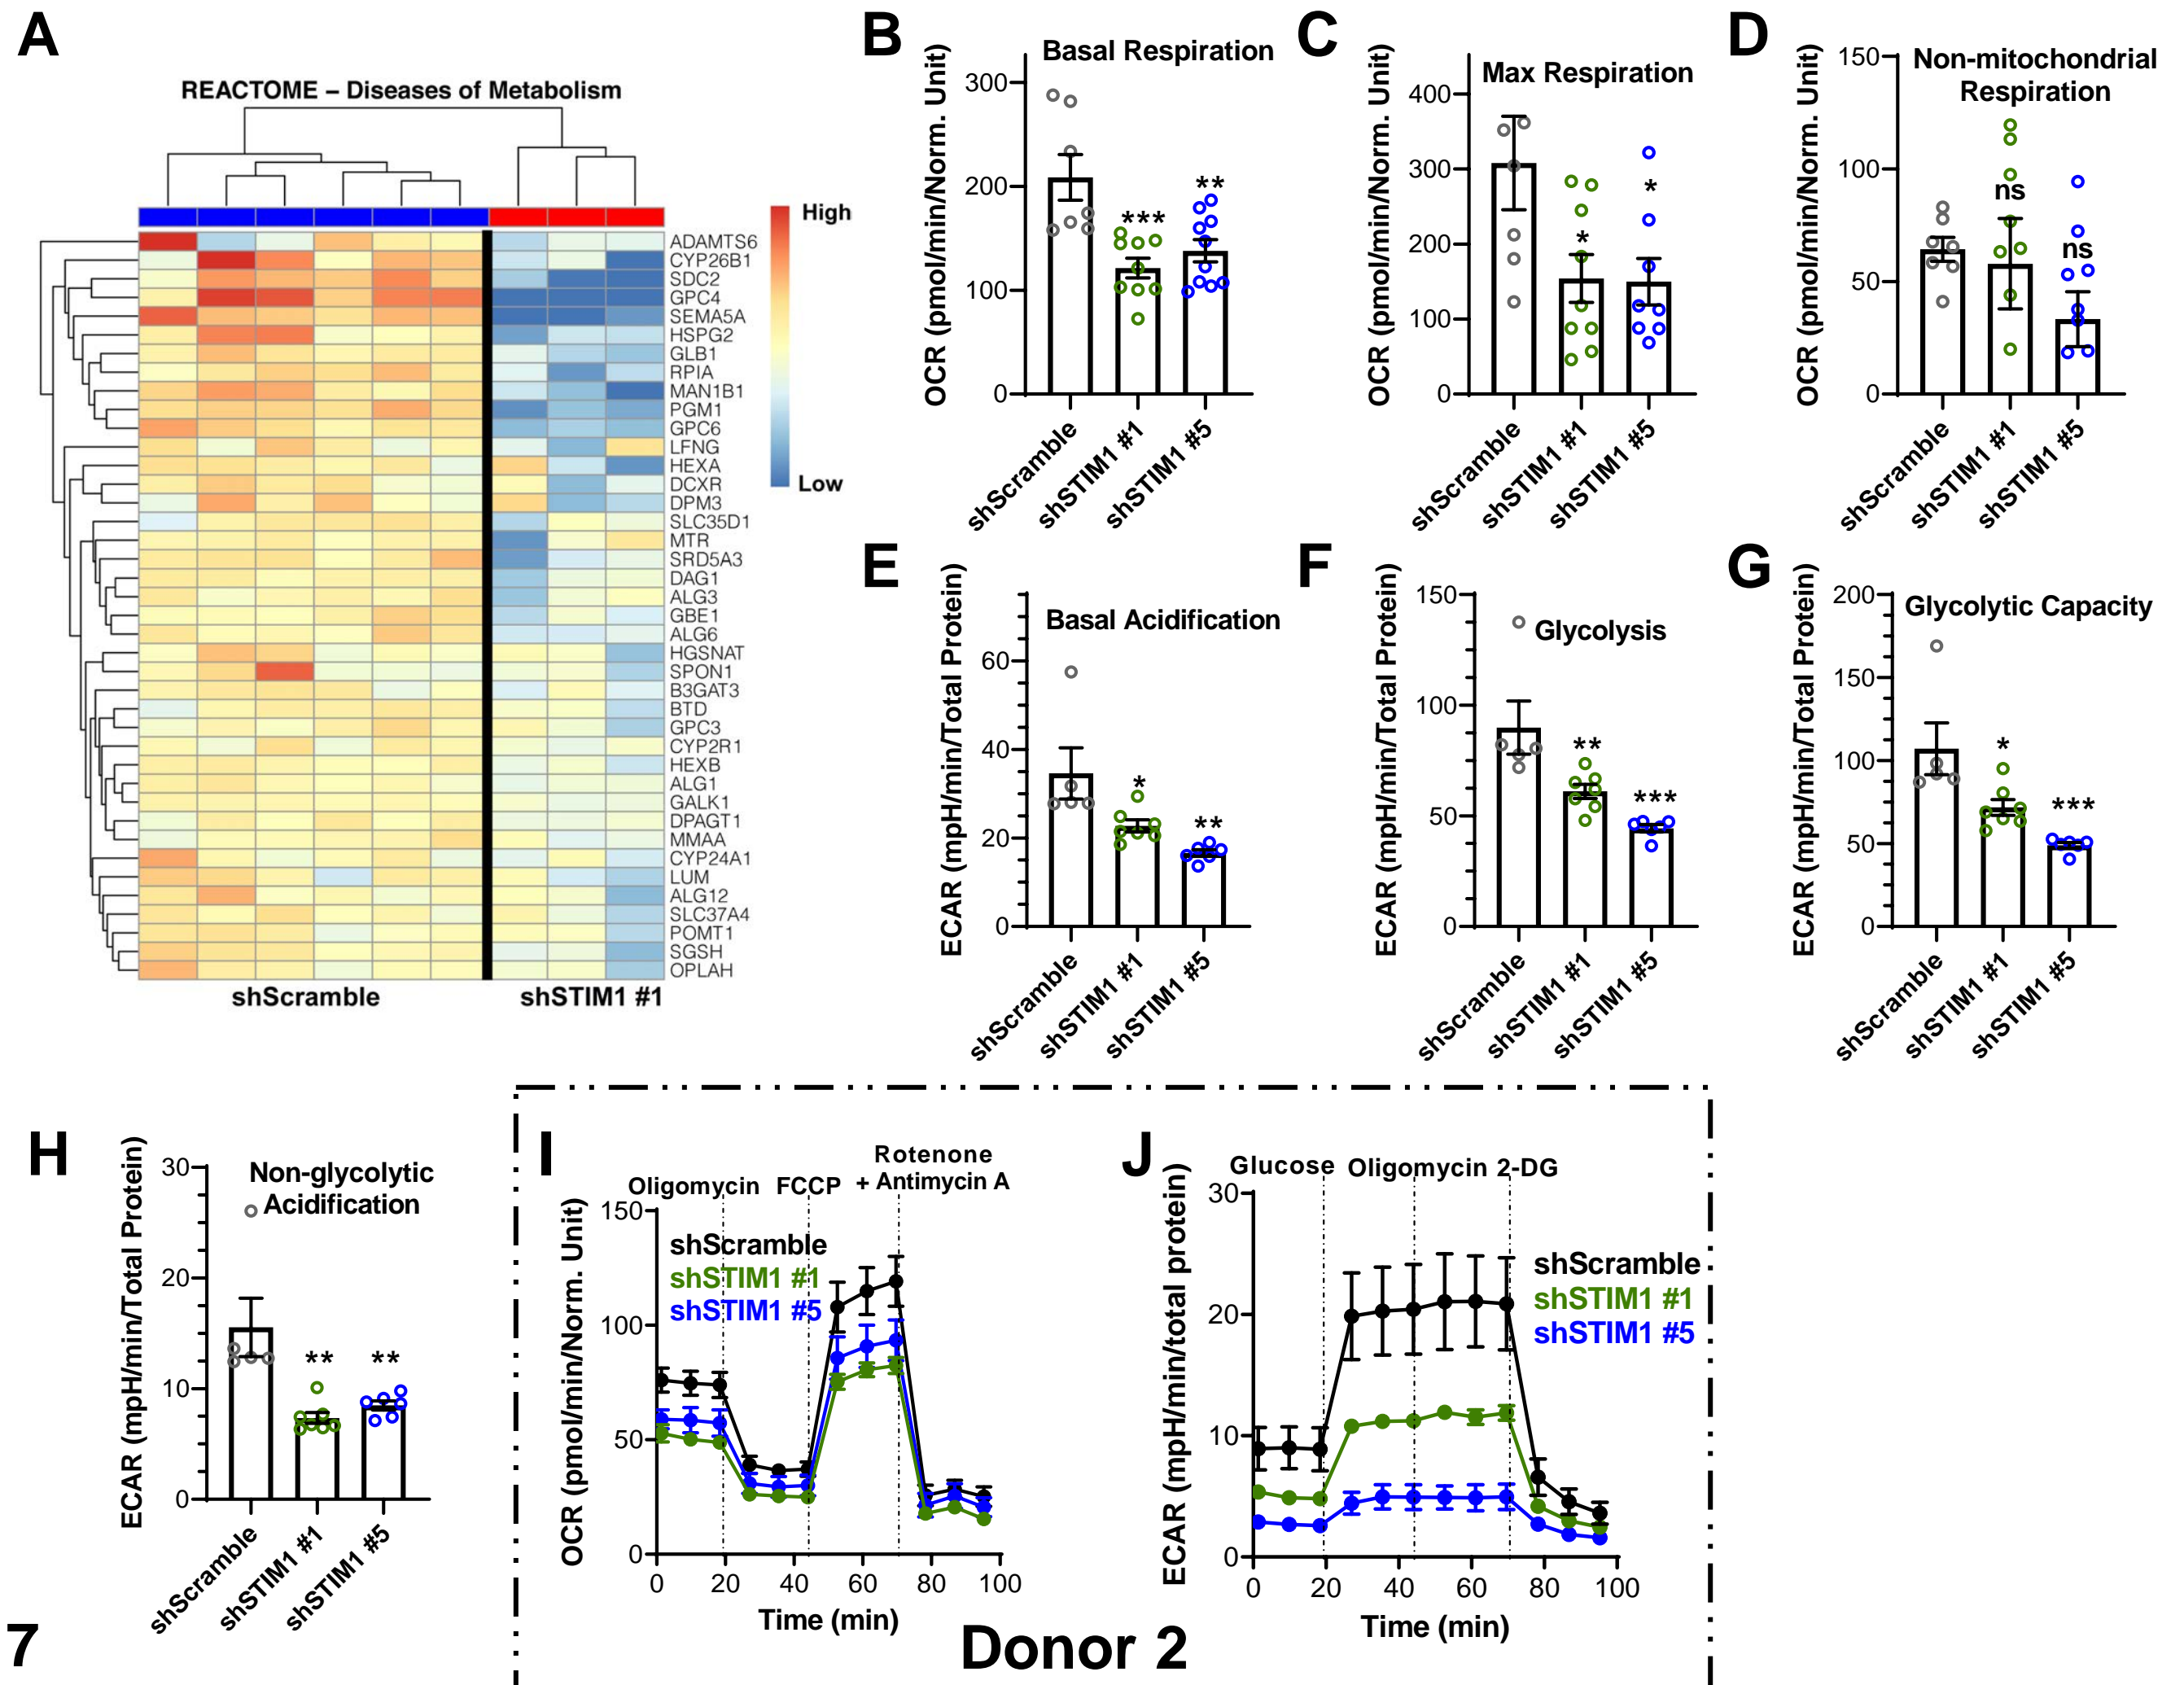 A
REACTOME – Diseases of Metabolism
High
Low
ADAMTS6
CYP26B1
SDC2
GPC4
SEMA5A
HSPG2
GLB1
RPIA
MAN1B1
PGM1
GPC6
LFNG
HEXA
DCXR
DPM3
SLC35D1
MTR
SRD5A3
DAG1
ALG3
GBE1
ALG6
HGSNAT
SPON1
B3GAT3
BTD
GPC3
CYP2R1
HEXB
ALG1
GALK1
DPAGT1
MMAA
CYP24A1
LUM
ALG12
SLC37A4
POMT1
SGSH
OPLAH
shScramble
shSTIM1 #1
B
Basal Respiration
OCR (pmol/min/Norm. Unit)
300
200
100
0
***
**
shScramble
shSTIM1 #1
shSTIM1 #5
C
Max Respiration
OCR (pmol/min/Norm. Unit)
400
300
200
100
0
*
*
shScramble
shSTIM1 #1
shSTIM1 #5
D
Non-mitochondrial
Respiration
OCR (pmol/min/Norm. Unit)
150
100
50
0
ns
ns
shScramble
shSTIM1 #1
shSTIM1 #5
E
Basal Acidification
ECAR (mpH/min/Total Protein)
60
40
20
0
*
**
shScramble
shSTIM1 #1
shSTIM1 #5
F
Glycolysis
ECAR (mpH/min/Total Protein)
150
100
50
0
**
***
shScramble
shSTIM1 #1
shSTIM1 #5
G
Glycolytic Capacity
ECAR (mpH/min/Total Protein)
200
150
100
50
0
*
***
shScramble
shSTIM1 #1
shSTIM1 #5
H
Non-glycolytic
Acidification
ECAR (mpH/min/Total Protein)
30
20
10
0
**
**
shScramble
shSTIM1 #1
shSTIM1 #5
I
Oligomycin
FCCP
Rotenone
+ Antimycin A
OCR (pmol/min/Norm. Unit)
150
100
50
0
shScramble
shSTIM1 #1
shSTIM1 #5
0 20 40 60 80 100
Time (min)
J
Glucose Oligomycin 2-DG
ECAR (mpH/min/total protein)
30
20
10
0
shScramble
shSTIM1 #1
shSTIM1 #5
0 20 40 60 80 100
Time (min)
Donor 2
7